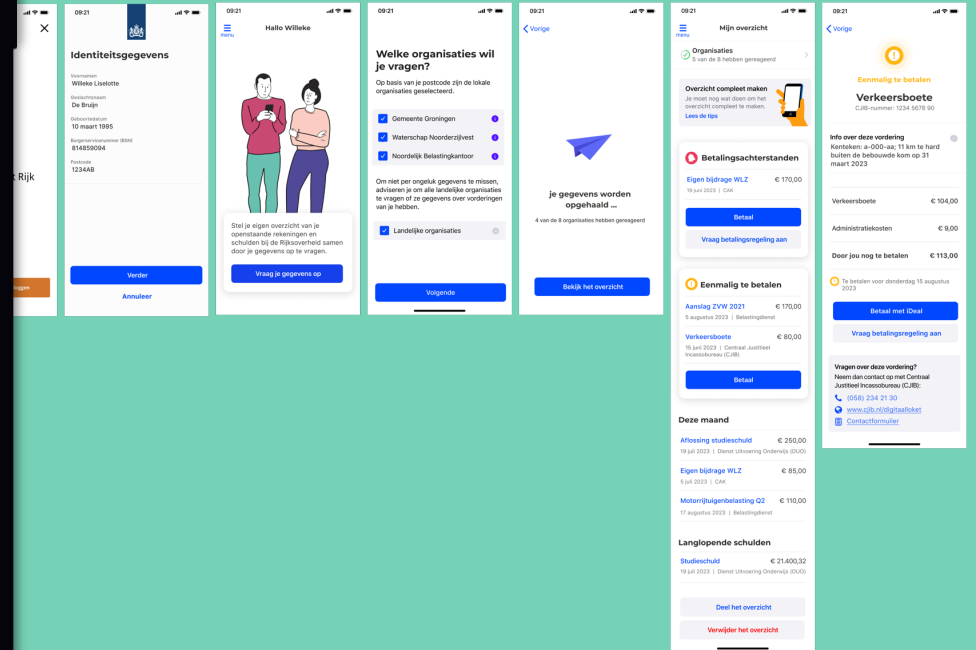 t Rijk
loggen
09:21
Identiteitsgegevens
Voornamen
Willeke Liselotte
Geslachtsnaam
De Bruijn
Geboortedatum
10 maart 1995
Burgerservicenummer (BSN)
814859094
Postcode
1234AB
Verder
Annuleer
09:21
menu
Hallo Willeke
Stel je eigen overzicht van je
openstaande rekeningen en
schulden bij de Rijksoverheid samen
door je gegevens op te vragen.
Vraag je gegevens op
09:21
Welke organisaties wil
je vragen?
Op basis van je postcode zijn de lokale
organisaties geselecteerd.
Gemeente Groningen
Waterschap Noorderzijlvest
Noordelijk Belastingkantoor
Om niet per ongeluk gegevens te missen,
adviseren je om alle landelijke organisaties
te vragen of ze gegevens over vorderingen
van je hebben.
Landelijke organisaties
Volgende
09:21
Vorige
je gegevens worden
opgehaald ...
4 van de 8 organisaties hebben gereageerd
Bekijk het overzicht
09:21
menu
Mijn overzicht
Organisaties
5 van de 8 hebben gereageerd
Overzicht compleet maken
Je moet nog wat doen om het
overzicht compleet te maken.
Lees de tips
Betalingsachterstanden
Eigen bijdrage WLZ € 170,00
19 juni 2023 | CAK
Betaal
Vraag betalingsregeling aan
Eenmalig te betalen
Aanslag ZVW 2021 € 170,00
5 augustus 2023 | Belastingdienst
Verkeersboete € 80,00
15 juni 2023 | Centraal Justitieel
Incassobureau (CJIB)
Betaal
Deze maand
Aflossing studieschuld € 250,00
19 juli 2023 | Dienst Uitvoering Onderwijs (DUO)
Eigen bijdrage WLZ € 85,00
5 juli 2023 | CAK
Motorrijtuigenbelasting Q2 € 110,00
17 augustus 2023 | Belastingdienst
Langlopende schulden
Studieschuld € 21.400,32
19 juli 2023 | Dienst Uitvoering Onderwijs (DUO)
Deel het overzicht
Verwijder het overzicht
09:21
Vorige
Eenmalig te betalen
Verkeersboete
CJIB-nummer: 1234 5678 90
Info over deze vordering
Kenteken: a-000-aa; 11 km te hard
buiten de bebouwde kom op 31
maart 2023
Verkeersboete € 104,00
Administratiekosten € 9,00
Door jou nog te betalen € 113,00
Te betalen voor donderdag 15 augustus
2023
Betaal met iDeal
Vraag betalingsregeling aan
Vragen over deze vordering?
Neem dan contact op met Centraal
Justitieel Incassobureau (CJIB):
(058) 234 21 30
www.cjib.nl/digitaalloket
Contactformulier